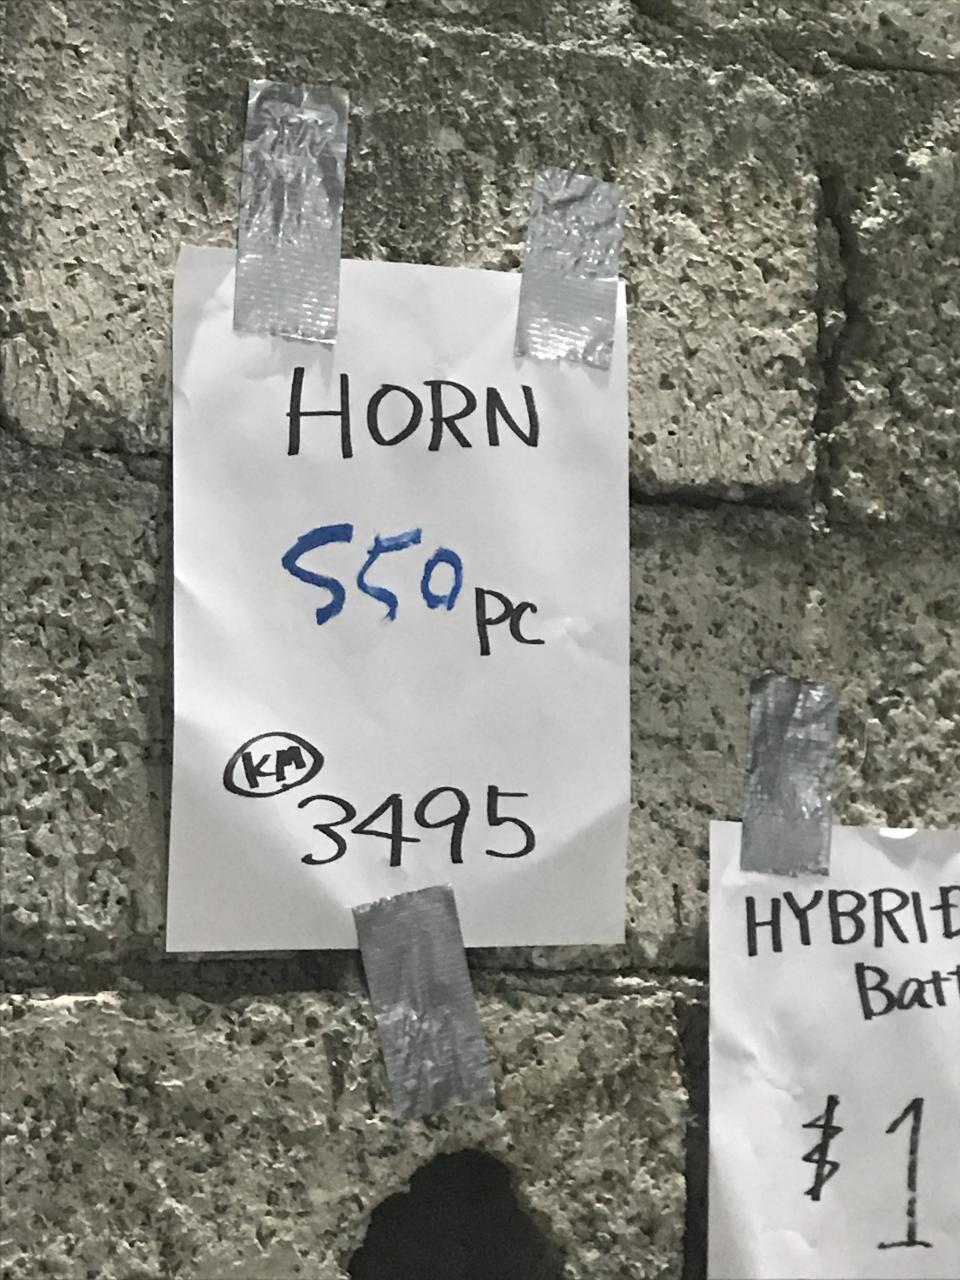 HORN
550 PC
KM
3495
HYBRID
Batt
$1